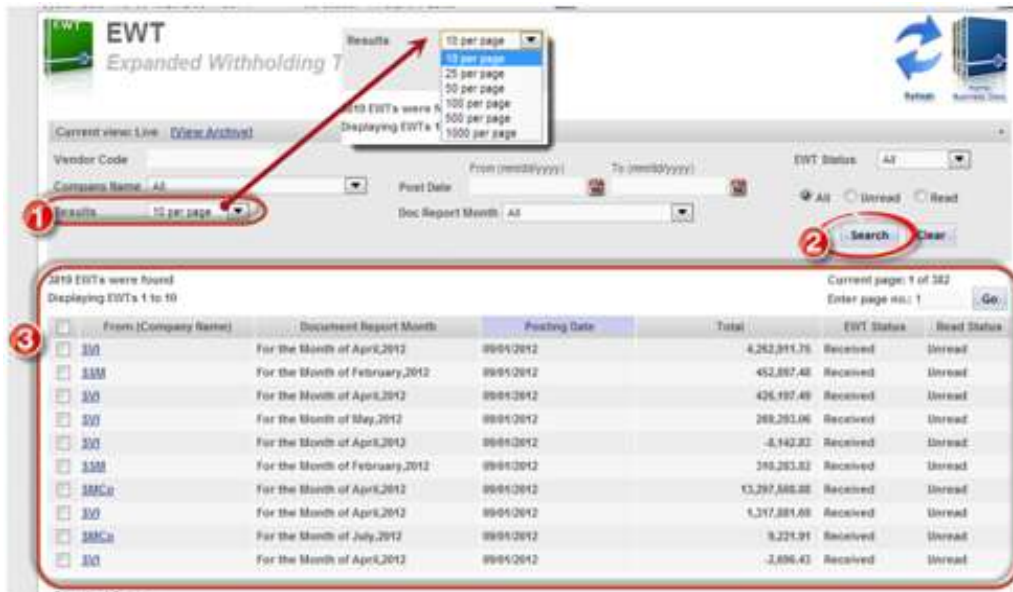 EWT
EWT
Expanded Withholding T
Results 10 per page
10 per page
25 per page
50 per page
100 per page
500 per page
1000 per page
3819 EWTs were f
Displaying EWTs 1
Refresh
Current view: Live (View Archive)
Vendor Code
From (mm/dd/yyyy) To (mm/dd/yyyy)
EWT Status All
Company Name All
Post Date
All Unread Read
1
Results 10 per page
Doc Report Month All
2
Search Clear
3819 EWTs were found
Current page: 1 of 382
Displaying EWTs 1 to 10
Enter page no.: 1 Go
3
From (Company Name) Document Report Month Posting Date Total EWT Status Read Status
SVI For the Month of April,2012 09/01/2012 4,262,911.75 Received Unread
SSM For the Month of February,2012 09/01/2012 Received Unread
SVI For the Month of April,2012 09/01/2012 Received Unread
SVI For the Month of May,2012 09/01/2012 Received Unread
SVI For the Month of April,2012 09/01/2012 Received Unread
SSM For the Month of February,2012 09/01/2012 Received Unread
SMCo For the Month of April,2012 09/01/2012 Received Unread
SVI For the Month of April,2012 09/01/2012 Received Unread
SMCo For the Month of July,2012 09/01/2012 9,221.91 Received Unread
SVI For the Month of April,2012 09/01/2012 Received Unread